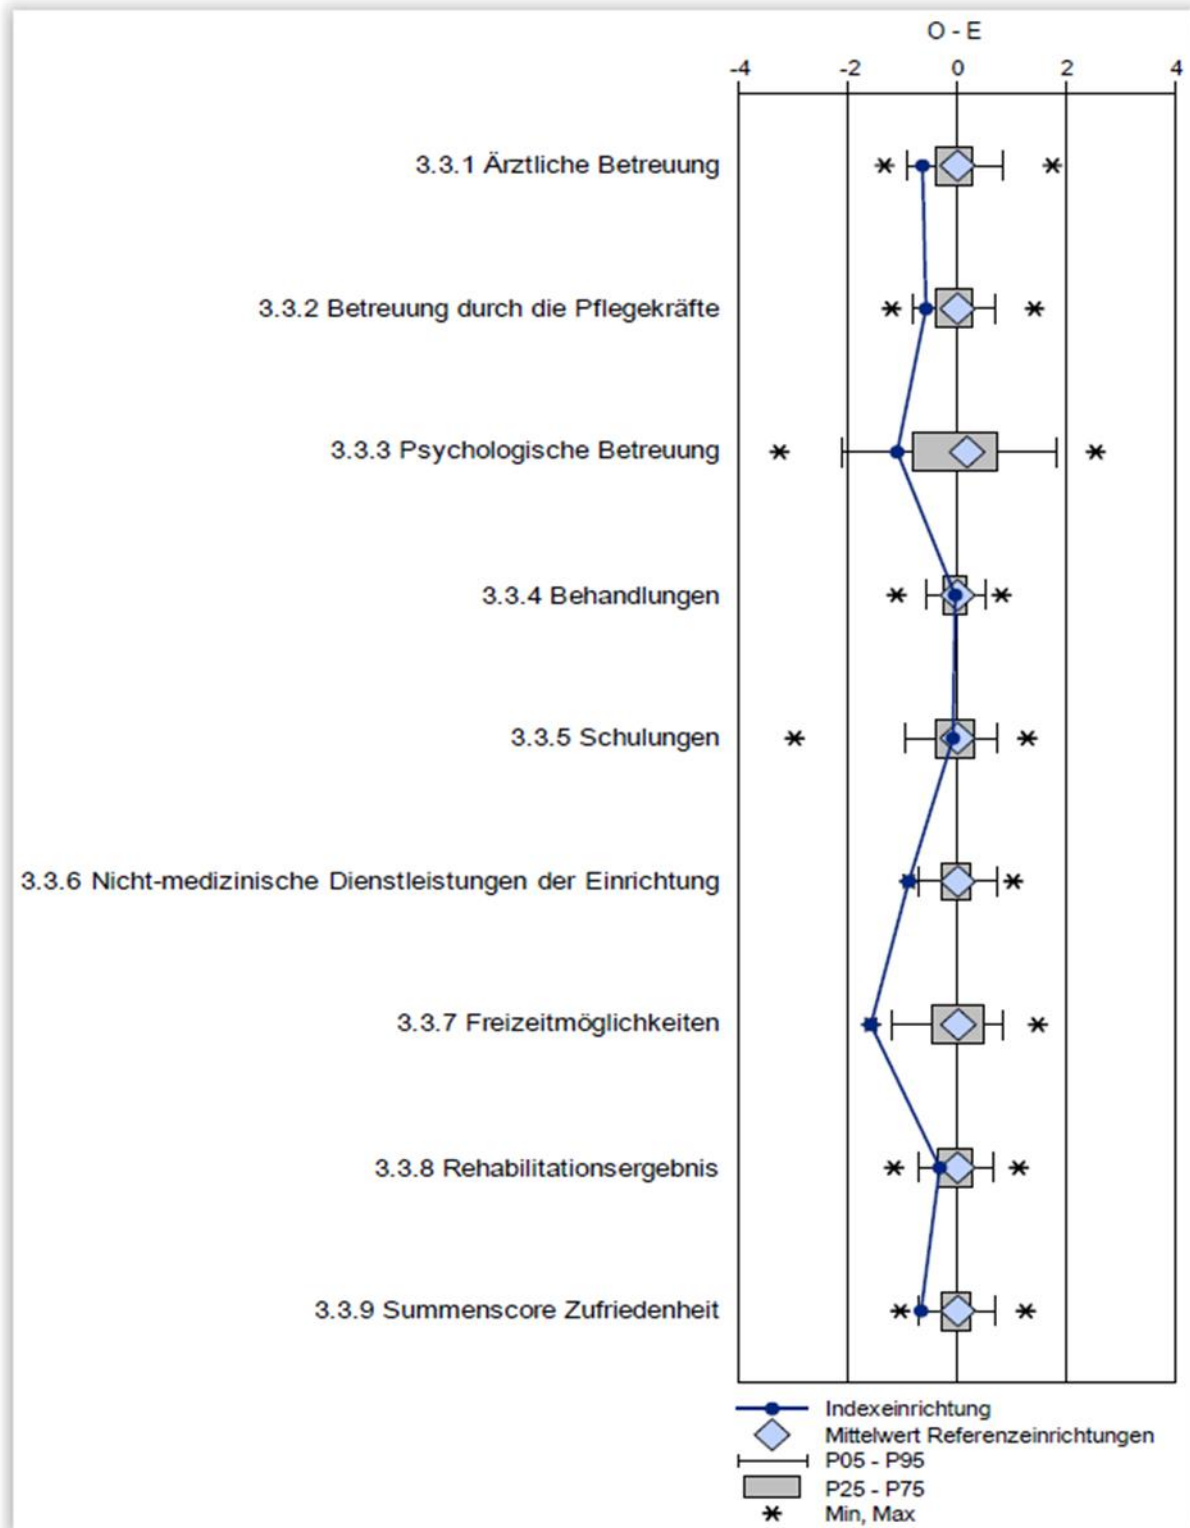 O - E
-4 -2 0 2 4
3.3.1 Ärztliche Betreuung
3.3.2 Betreuung durch die Pflegekräfte
3.3.3 Psychologische Betreuung
3.3.4 Behandlungen
3.3.5 Schulungen
3.3.6 Nicht-medizinische Dienstleistungen der Einrichtung
3.3.7 Freizeitmöglichkeiten
3.3.8 Rehabilitationsergebnis
3.3.9 Summenscore Zufriedenheit
Indexeinrichtung
Mittelwert Referenzeinrichtungen
P05 - P95
P25 - P75
Min, Max